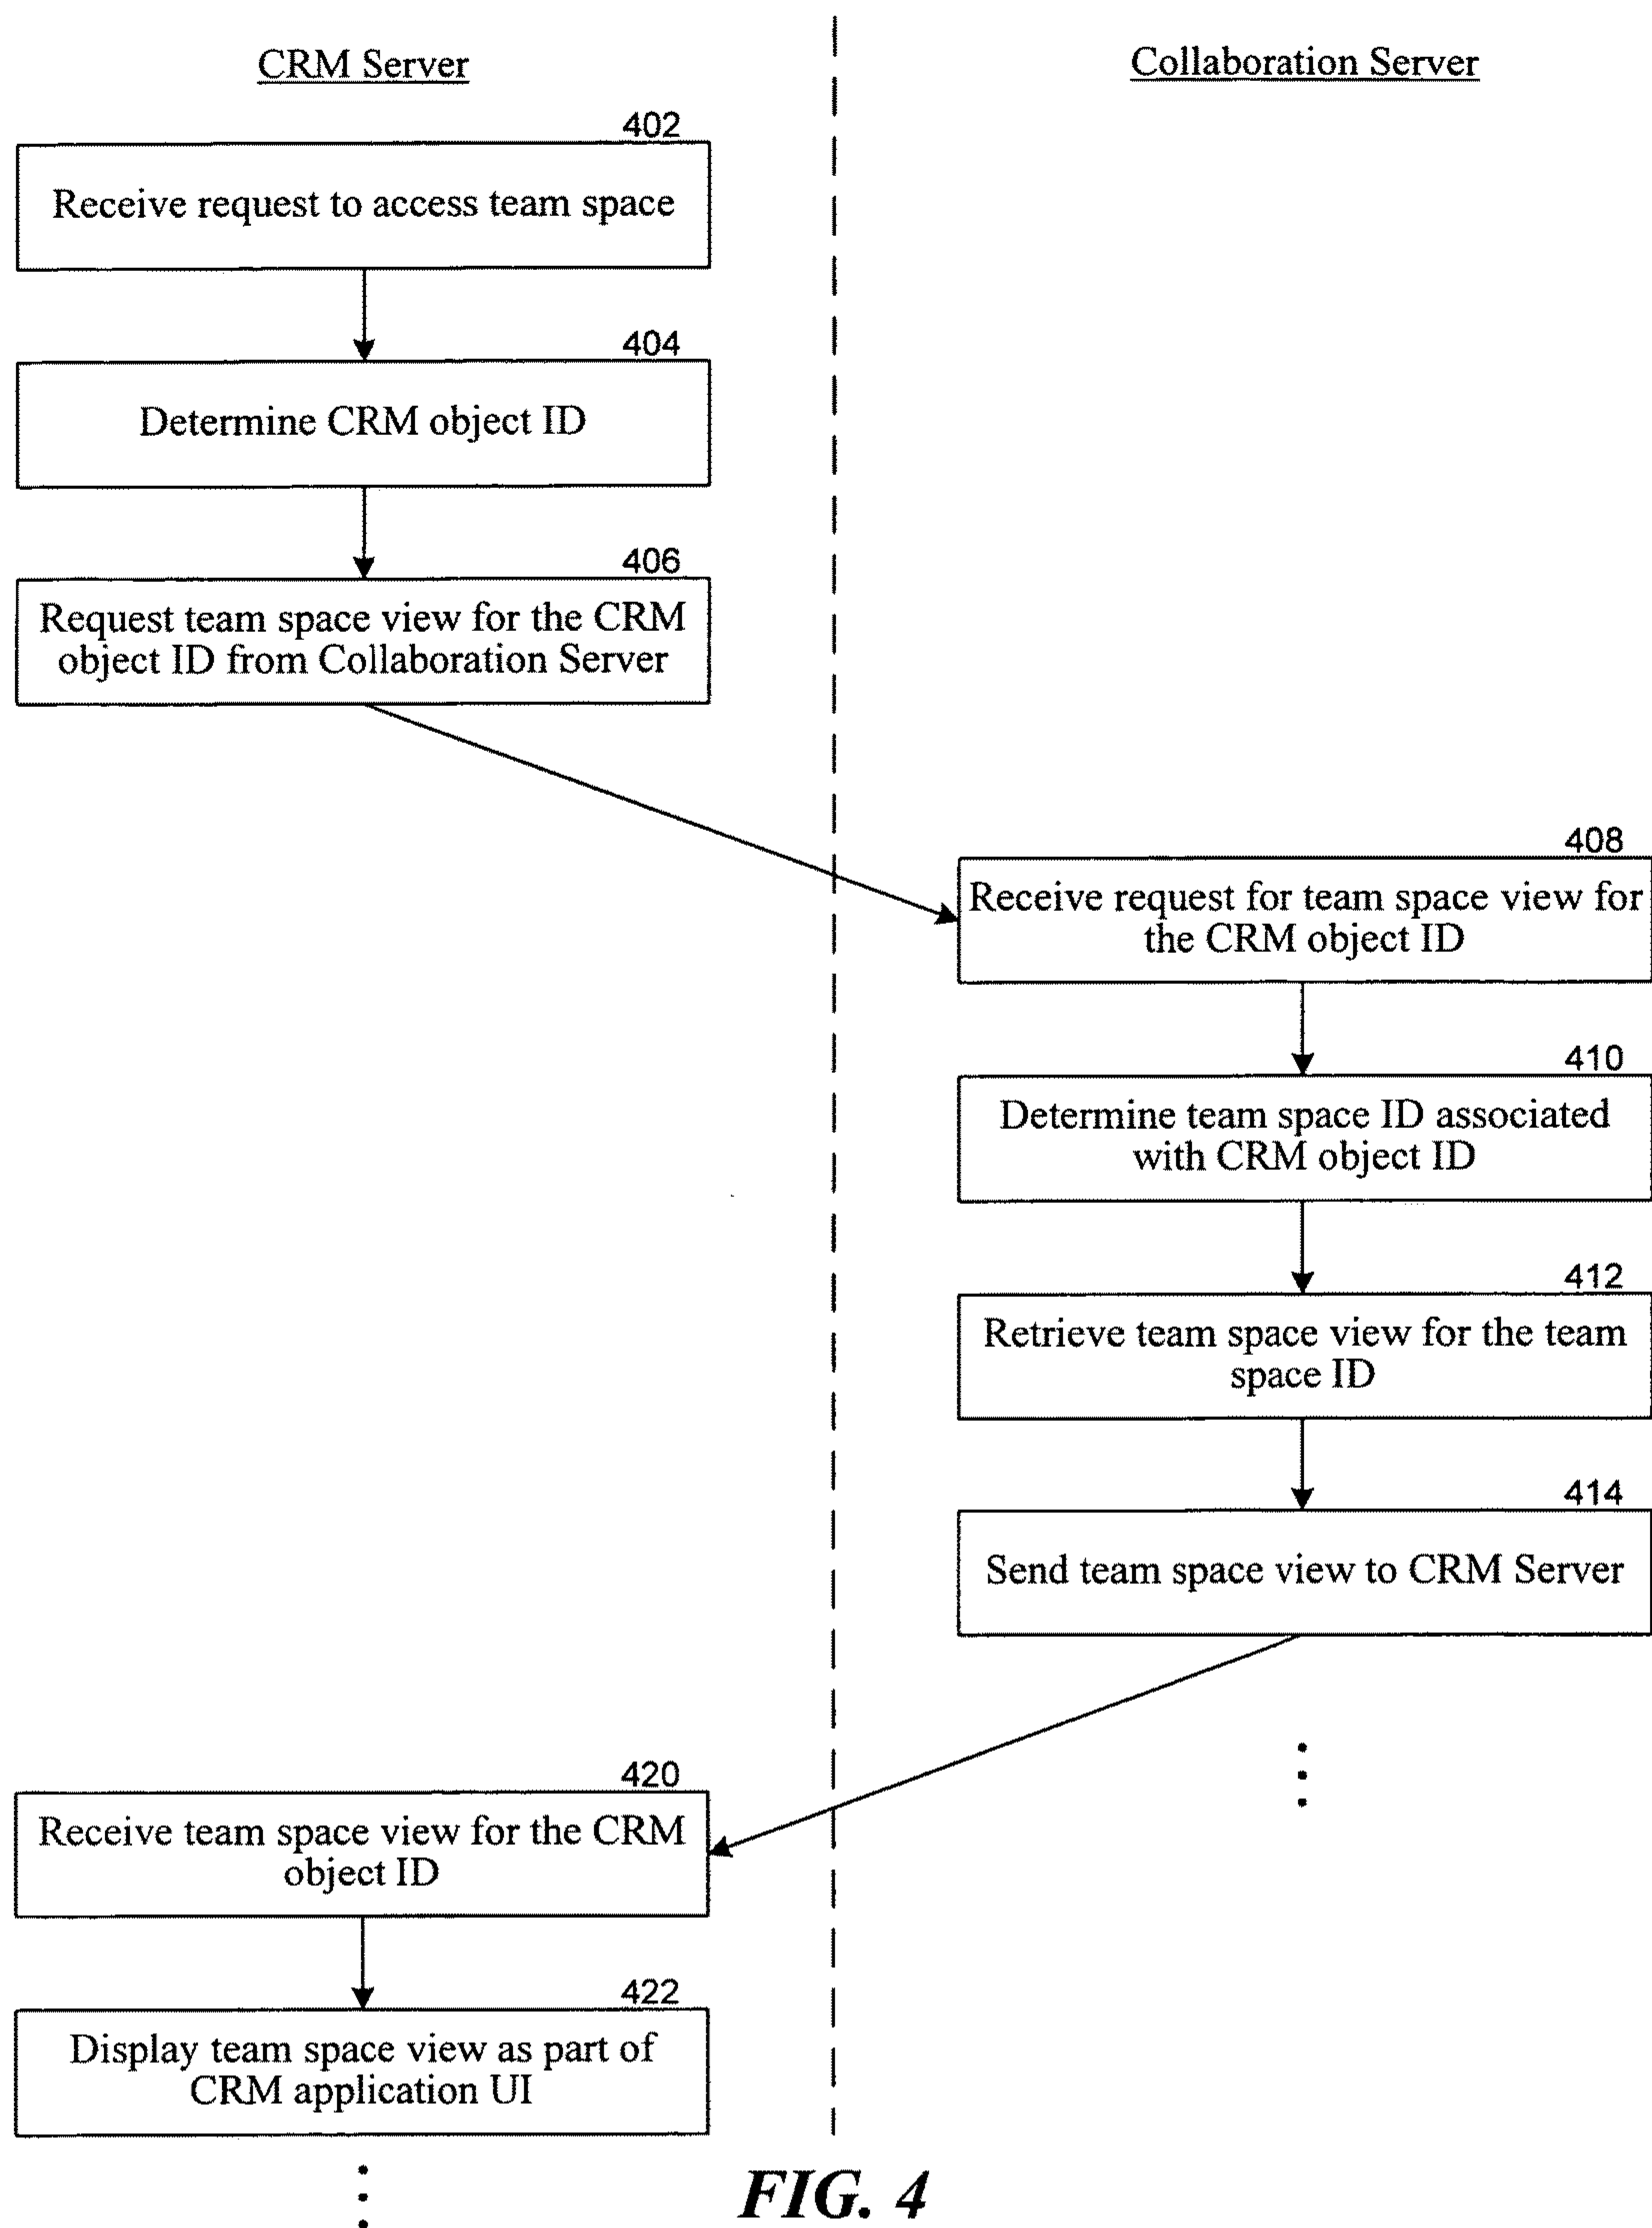 CRM Server
Collaboration Server
402
Receive request to access team space
404
Determine CRM object ID
406
Request team space view for the CRM
object ID from Collaboration Server
408
Receive request for team space view for
the CRM object ID
410
Determine team space ID associated
with CRM object ID
412
Retrieve team space view for the team
space ID
414
Send team space view to CRM Server
420
Receive team space view for the CRM
object ID
422
Display team space view as part of
CRM application UI
FIG. 4